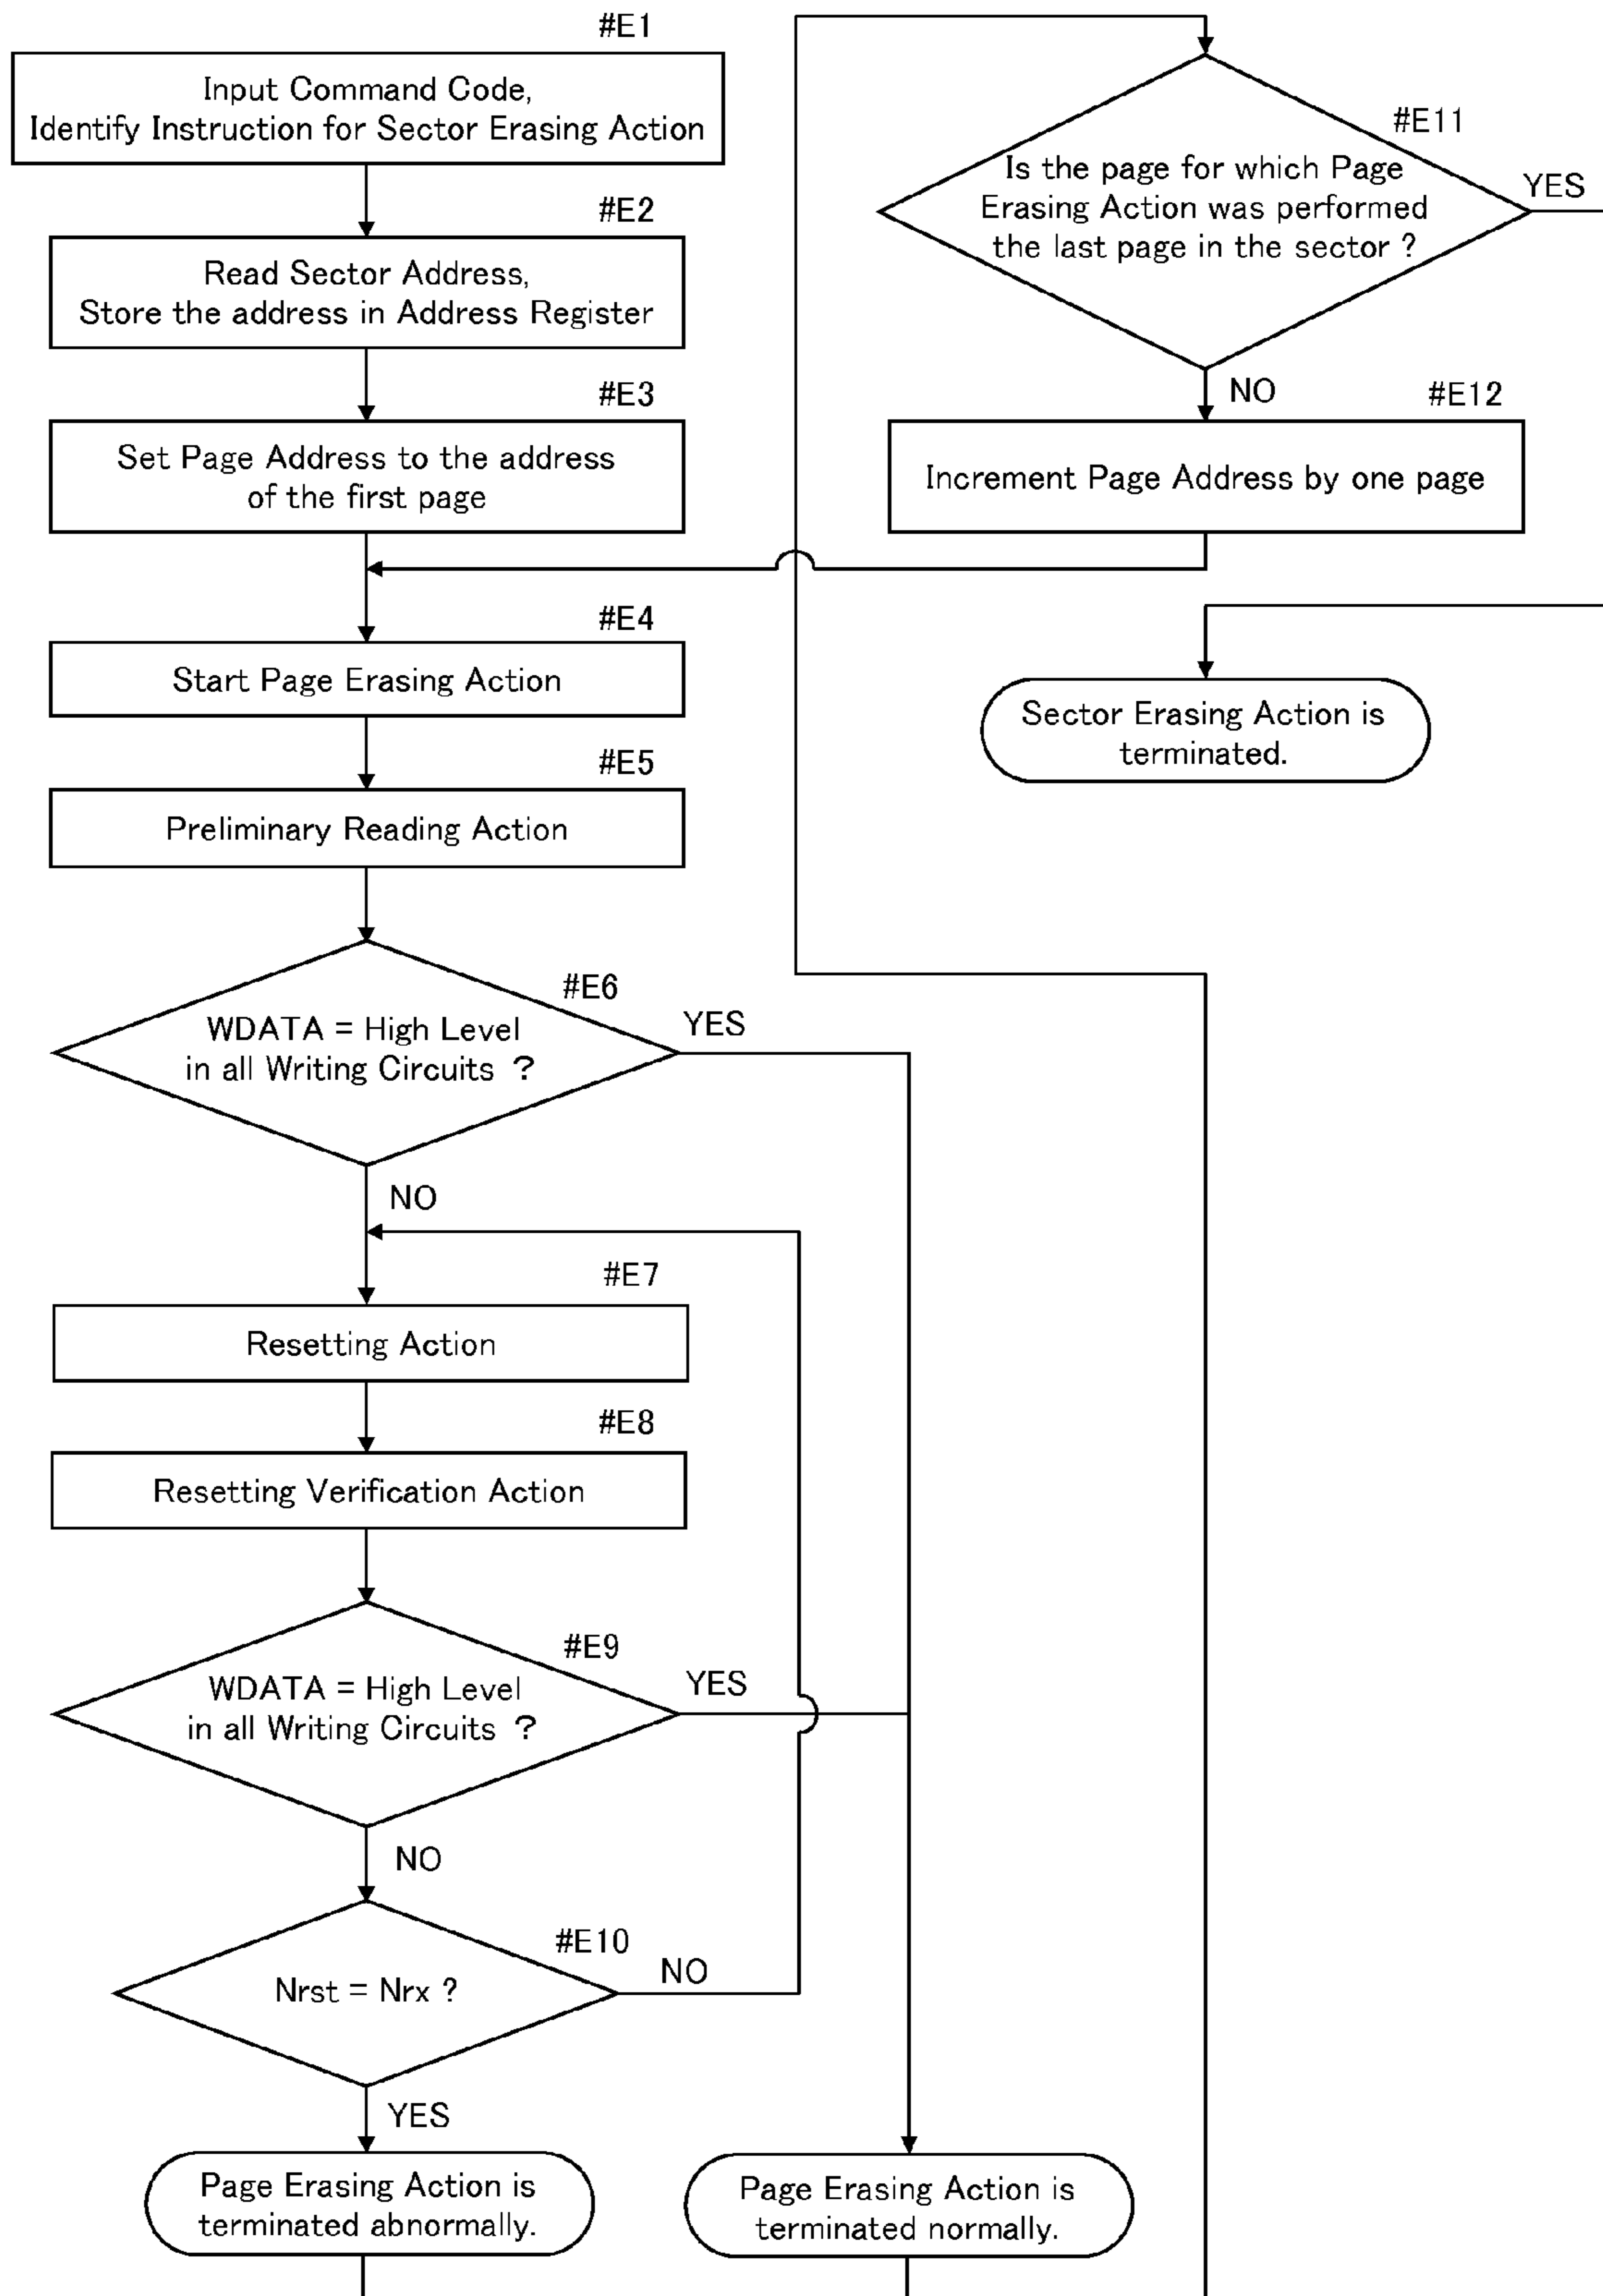 #E1
Input Command Code,
Identify Instruction for Sector Erasing Action
#E2
Read Sector Address,
Store the address in Address Register
#E3
Set Page Address to the address
of the first page
#E4
Start Page Erasing Action
#E5
Preliminary Reading Action
#E6
WDATA = High Level
in all Writing Circuits ?
YES
NO
#E7
Resetting Action
#E8
Resetting Verification Action
#E9
WDATA = High Level
in all Writing Circuits ?
YES
NO
#E10
Nrst = Nrx ?
NO
YES
Page Erasing Action is
terminated abnormally.
Page Erasing Action is
terminated normally.
#E11
Is the page for which Page
Erasing Action was performed
the last page in the sector ?
YES
NO
#E12
Increment Page Address by one page
Sector Erasing Action is
terminated.